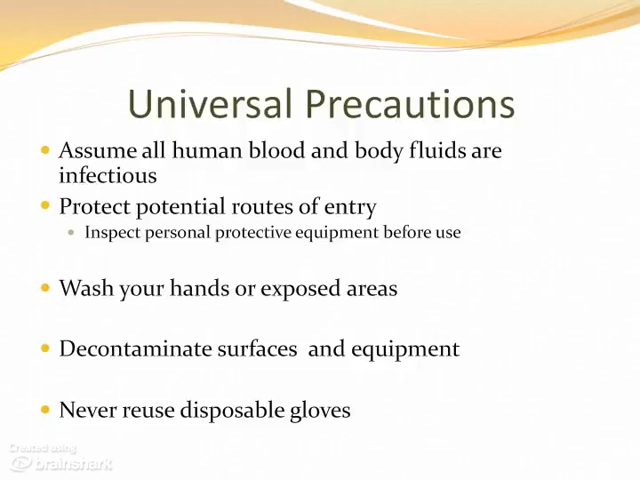 Universal Precautions
Assume all human blood and body fluids are
infectious
Protect potential routes of entry
Inspect personal protective equipment before use
Wash your hands or exposed areas
Decontaminate surfaces and equipment
Never reuse disposable gloves
Created using
brainshark